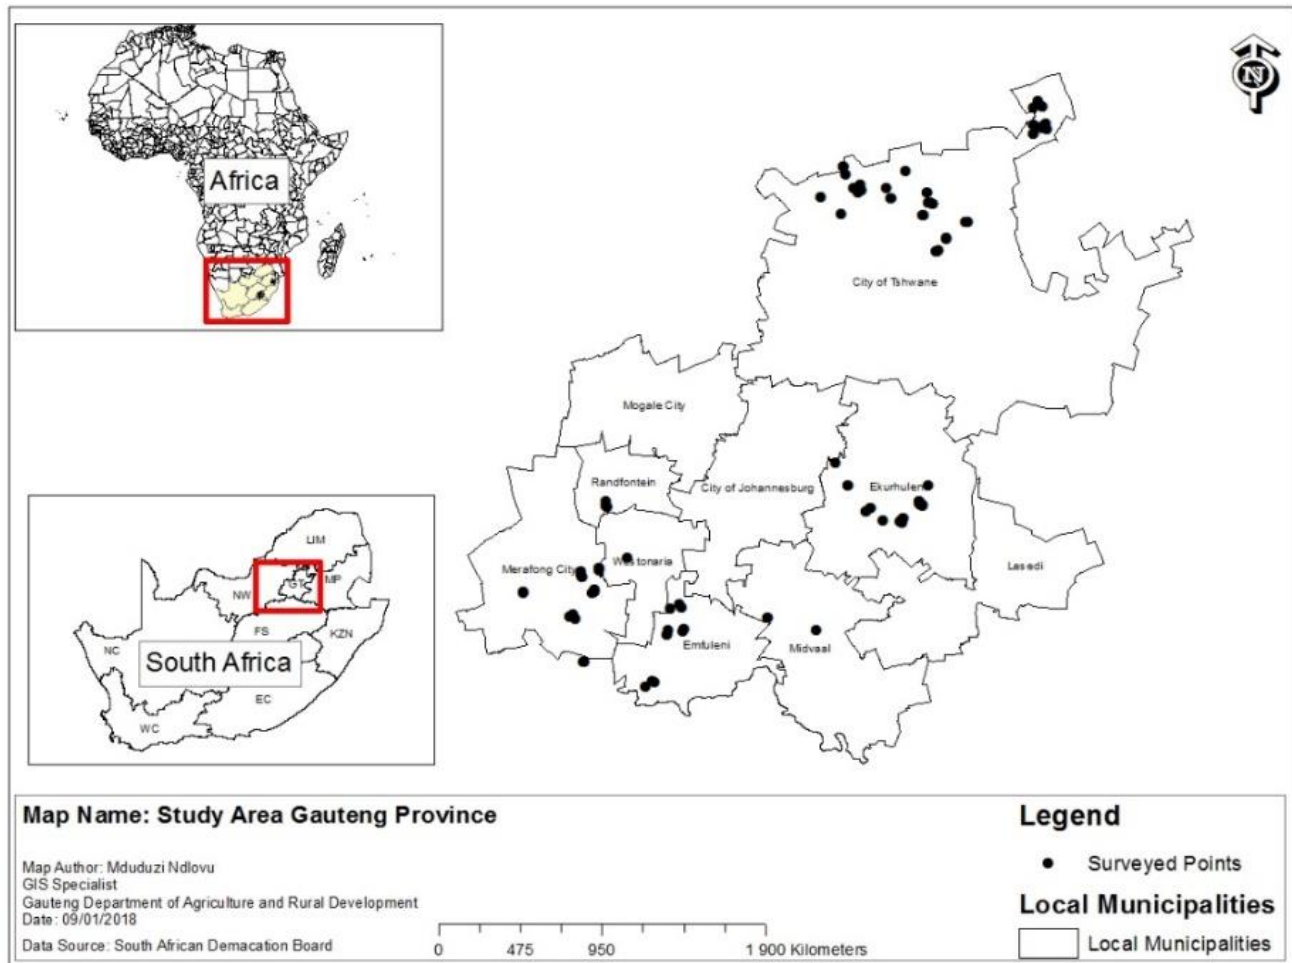 N
Africa
City of Tshwane
Mogale City
Randfontein
City of Johannesburg
Ekurhuleni
Westonaria
Merafong City
Lesedi
Emfuleni
Midvaal
LIM
GT
MP
NW
FS
KZN
NC
South Africa
EC
WC
Map Name: Study Area Gauteng Province
Map Author: Mduduzi Ndlovu
GIS Specialist
Gauteng Department of Agriculture and Rural Development
Date: 09/01/2018
Data Source: South African Demacation Board
0 475 950 1 900 Kilometers
Legend
Surveyed Points
Local Municipalities
Local Municipalities